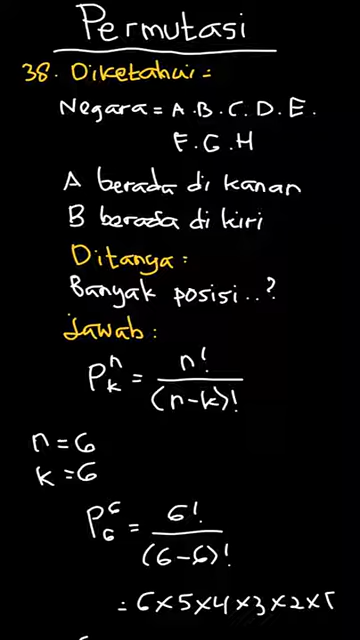 Permutasi
38. Diketahui =
Negara = A. B. C. D. E.
F. G. H
A berada di kanan
B berada di kiri
Ditanya :
Banyak posisi..?
Jawab :
P^n_k = n! / (n-k)!
n = 6
k = 6
P^6_6 = 6! / (6-6)!
= 6×5×4×3×2×1